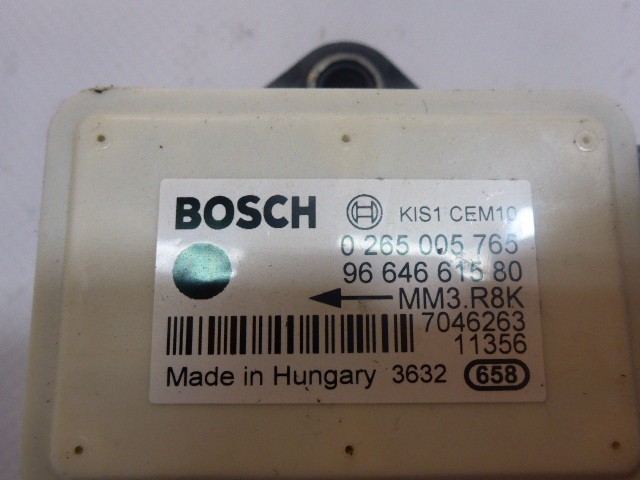 BOSCH KIS1 CEM10
0 265 005 765
96 646 615 80
MM3.R8K
7046263
11356
Made in Hungary 3632 658